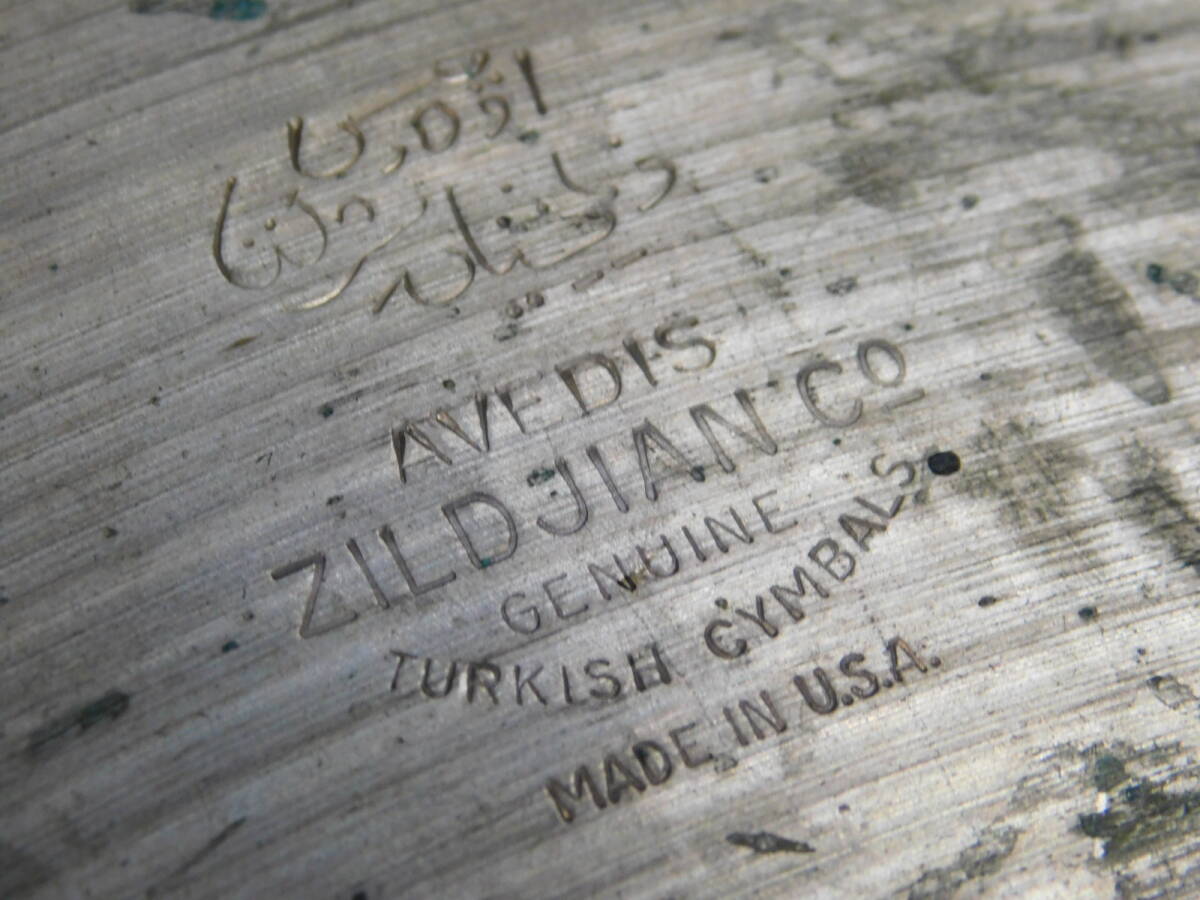 AVEDIS
ZILDJIAN Co
GENUINE
TURKISH CYMBALS
MADE IN U.S.A.